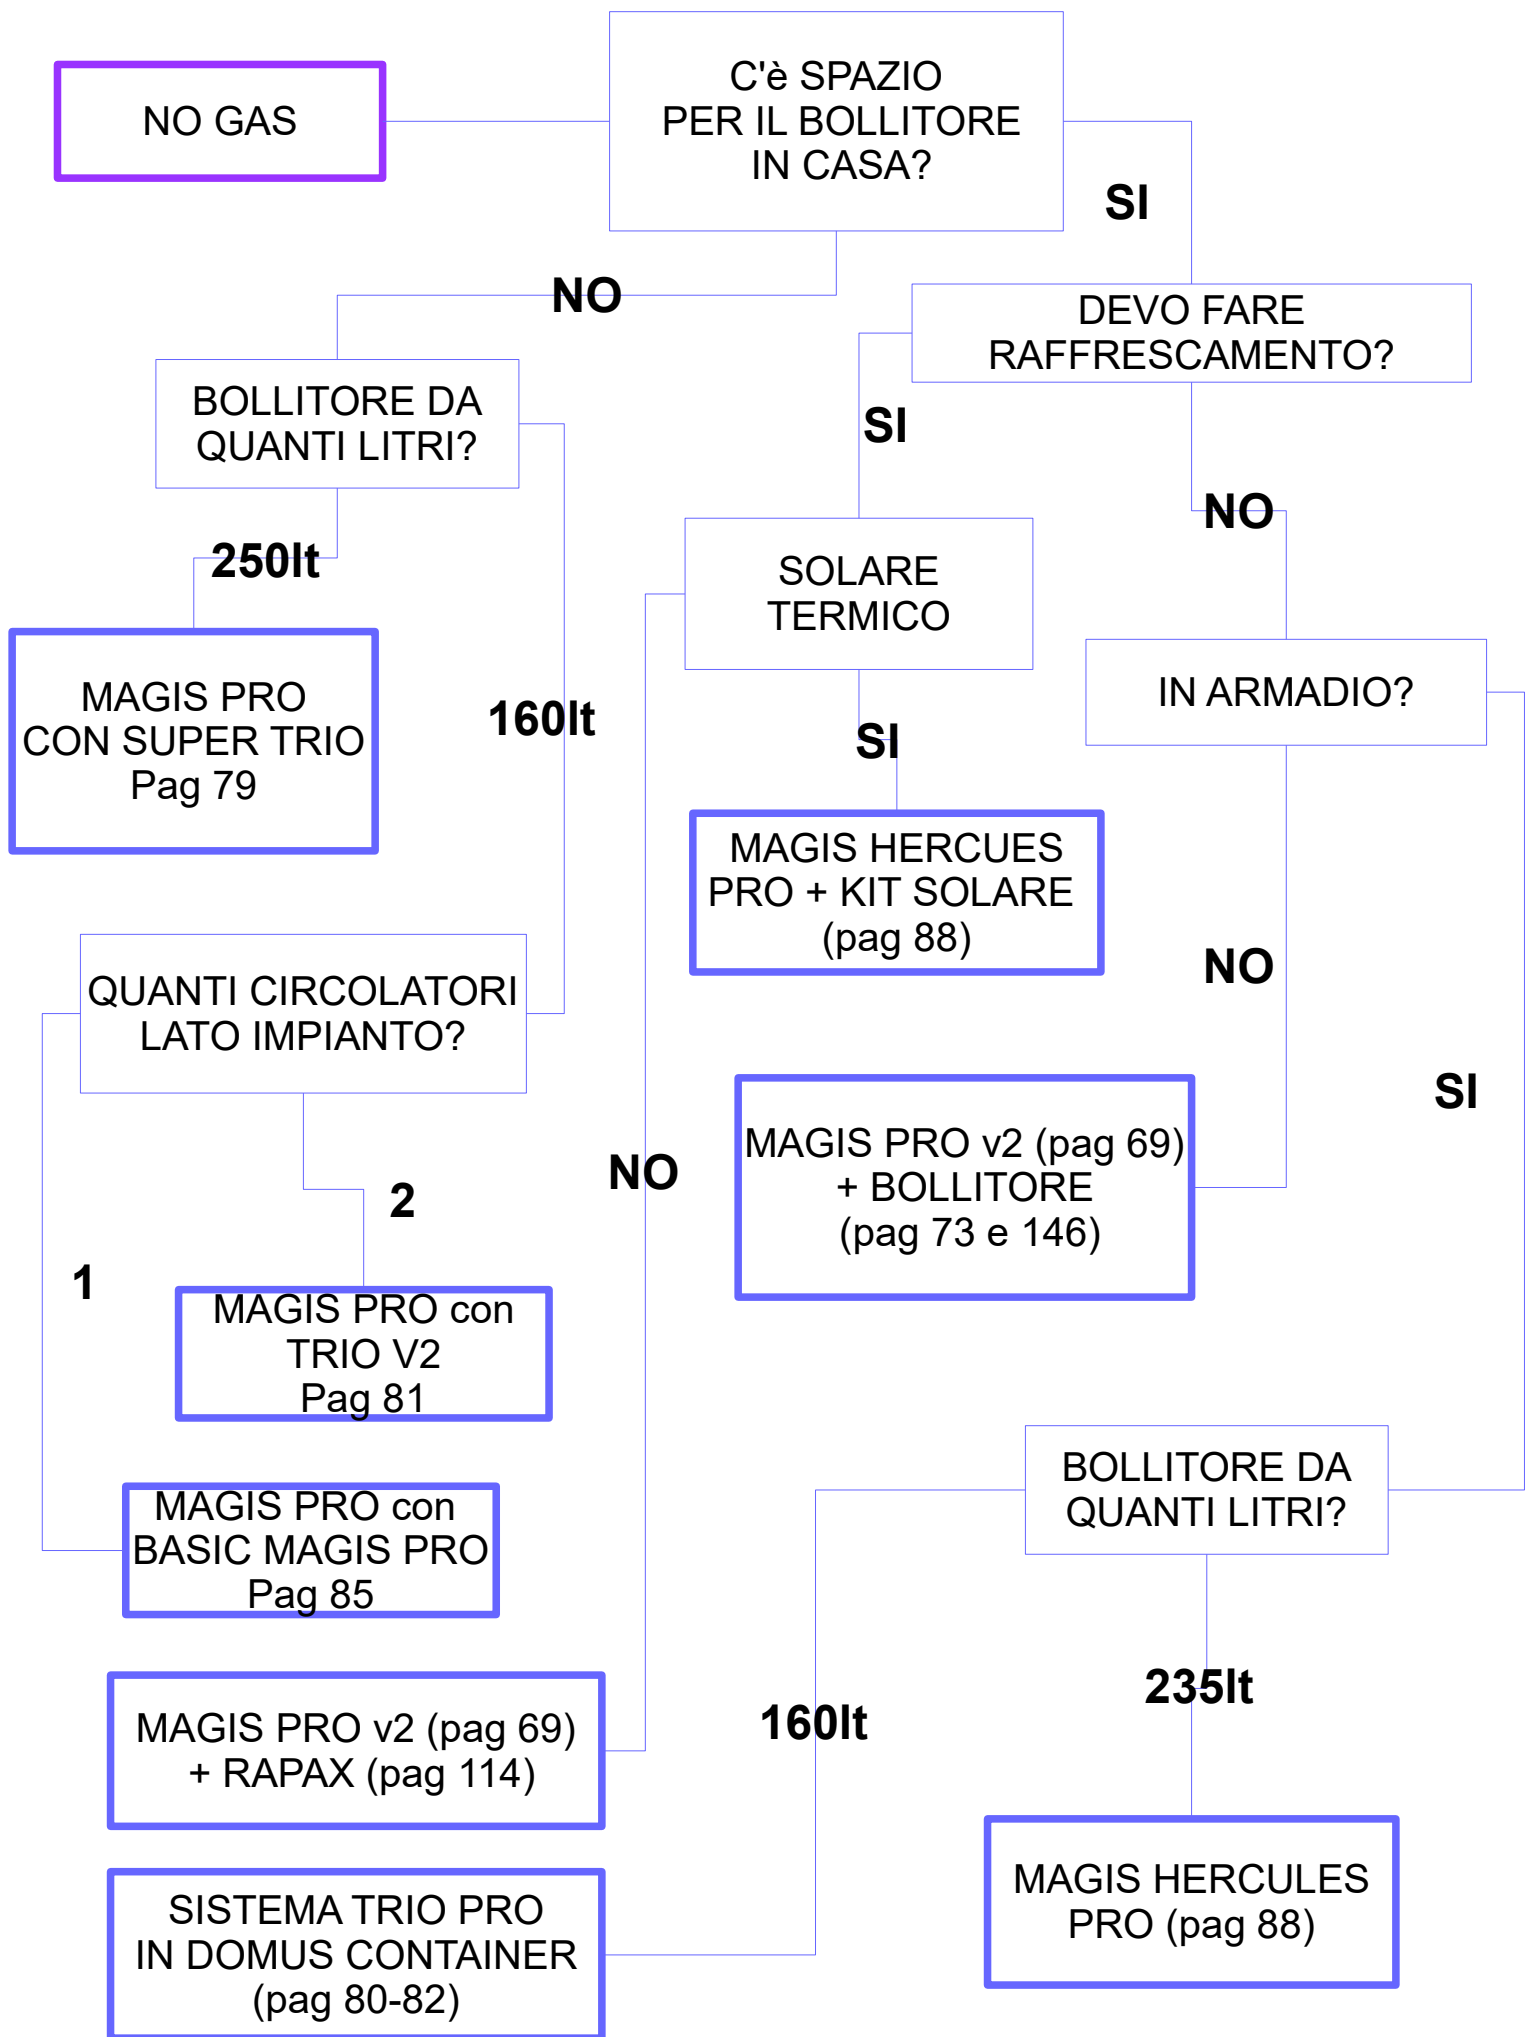 NO GAS
C'è SPAZIO
PER IL BOLLITORE
IN CASA?
SI
NO
DEVO FARE
RAFFRESCAMENTO?
BOLLITORE DA
QUANTI LITRI?
SI
NO
250lt
SOLARE
TERMICO
160lt
IN ARMADIO?
MAGIS PRO
CON SUPER TRIO
Pag 79
SI
MAGIS HERCUES
PRO + KIT SOLARE
(pag 88)
NO
QUANTI CIRCOLATORI
LATO IMPIANTO?
SI
MAGIS PRO v2 (pag 69)
+ BOLLITORE
(pag 73 e 146)
NO
2
1
MAGIS PRO con
TRIO V2
Pag 81
BOLLITORE DA
QUANTI LITRI?
MAGIS PRO con
BASIC MAGIS PRO
Pag 85
235lt
160lt
MAGIS PRO v2 (pag 69)
+ RAPAX (pag 114)
MAGIS HERCULES
PRO (pag 88)
SISTEMA TRIO PRO
IN DOMUS CONTAINER
(pag 80-82)